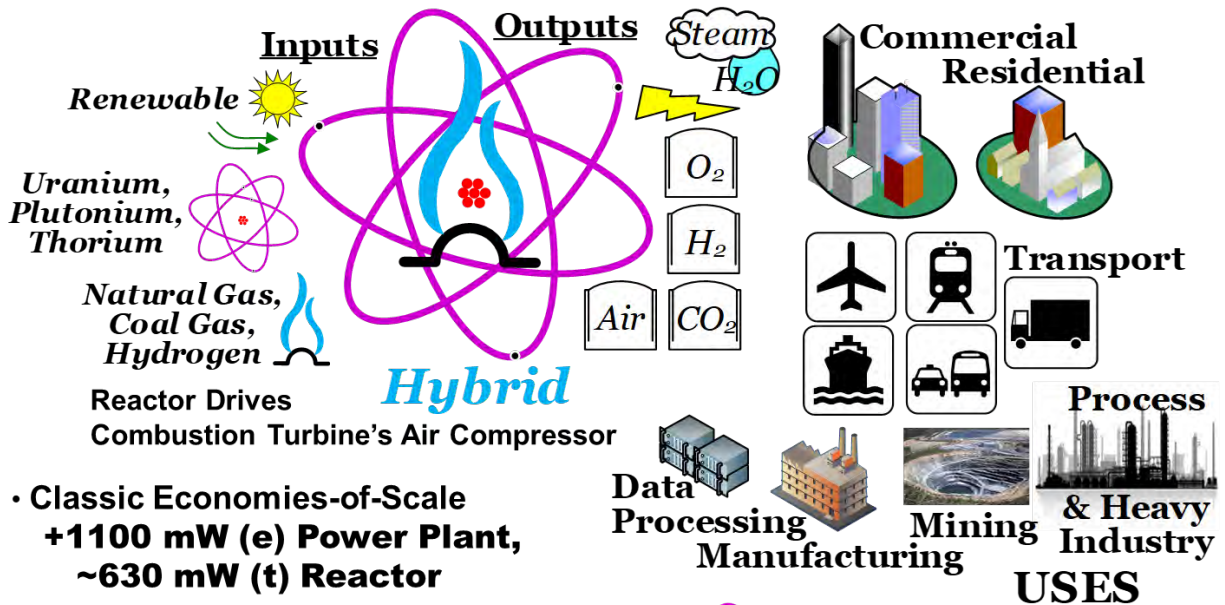 Inputs
Outputs
Renewable
Uranium,
Plutonium,
Thorium
Natural Gas,
Coal Gas,
Hydrogen
Hybrid
Reactor Drives
Combustion Turbine's Air Compressor
• Classic Economies-of-Scale
+1100 mW (e) Power Plant,
~630 mW (t) Reactor
Steam
H₂O
O₂
H₂
Air
CO₂
Commercial
Residential
Transport
Data
Processing
Manufacturing
Mining
Process
& Heavy
Industry
USES